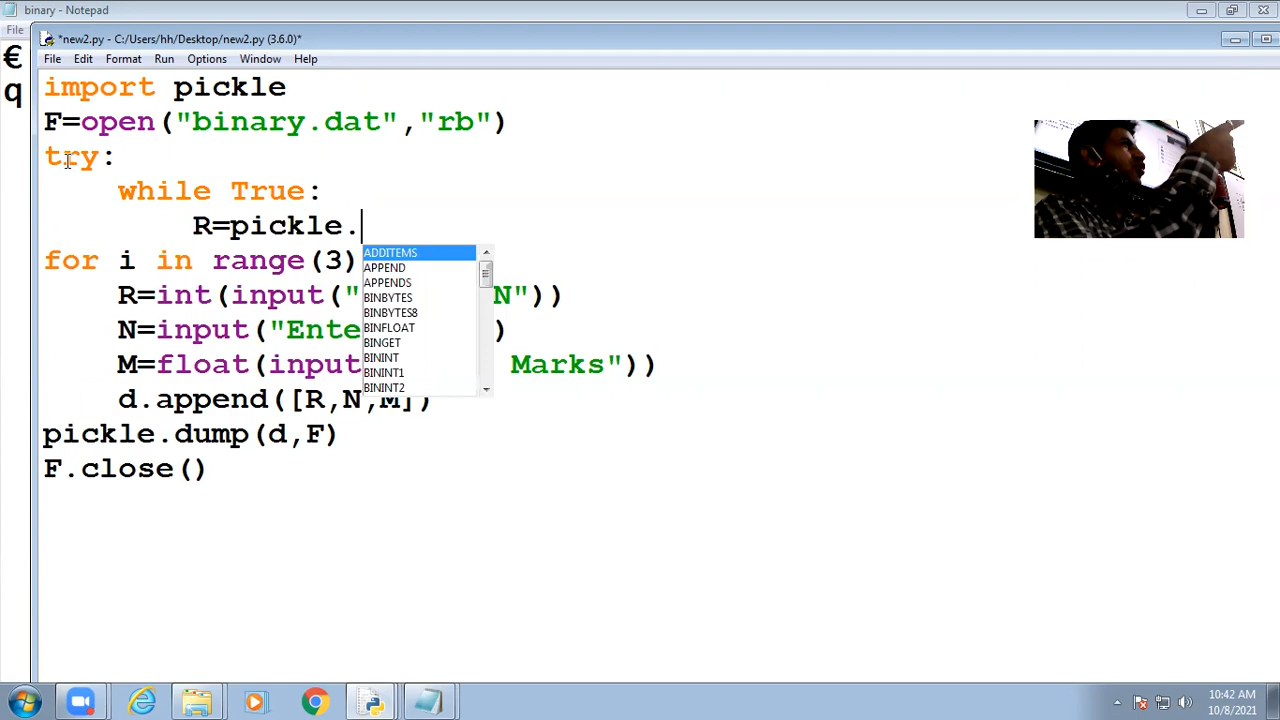 binary - Notepad
File
€
q
*new2.py - C:/Users/hh/Desktop/new2.py (3.6.0)*
File Edit Format Run Options Window Help
import pickle
F=open("binary.dat","rb")
try:
while True:
R=pickle.
for i in range(3)
R=int(input(" N"))
N=input("Ente )
M=float(input Marks"))
d.append([R,N,M])
pickle.dump(d,F)
F.close()
ADDITEMS
APPEND
APPENDS
BINBYTES
BINBYTES8
BINFLOAT
BINGET
BININT
BININT1
BININT2
10:42 AM
10/8/2021